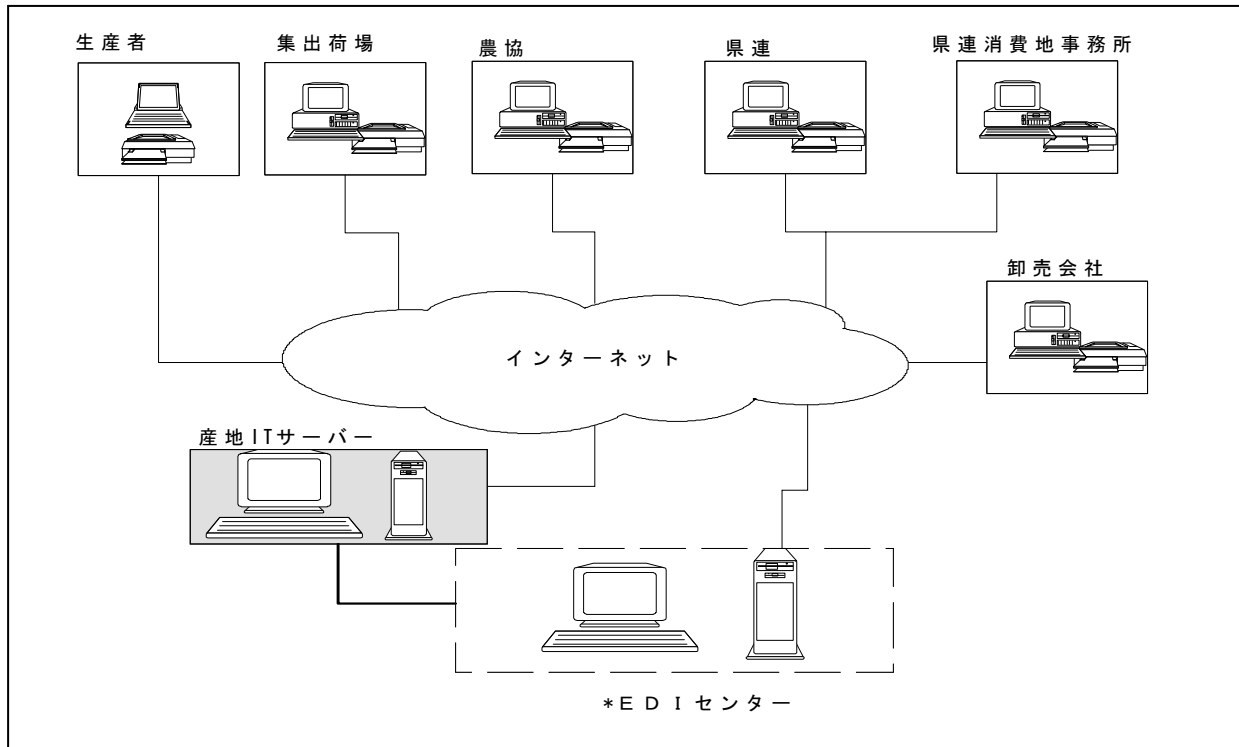 生産者
集出荷場
農協
県連
県連消費地事務所
卸売会社
インターネット
産地ITサーバー
*EDIセンター